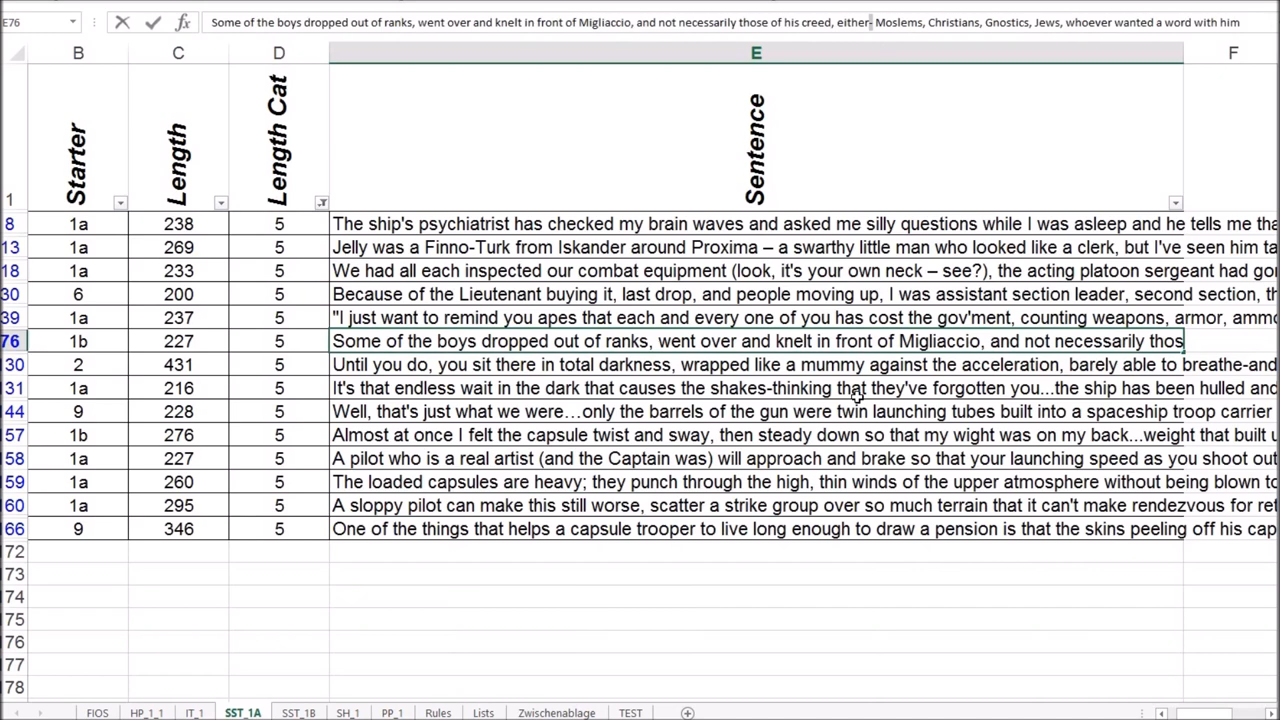 E76 Some of the boys dropped out of ranks, went over and knelt in front of Migliaccio, and not necessarily those of his creed, either- Moslems, Christians, Gnostics, Jews, whoever wanted a word with him
B C D E F
1 Starter Length Length Cat Sentence
8 1a 238 5 The ship's psychiatrist has checked my brain waves and asked me silly questions while I was asleep and he tells me tha
13 1a 269 5 Jelly was a Finno-Turk from Iskander around Proxima – a swarthy little man who looked like a clerk, but I've seen him ta
18 1a 233 5 We had all each inspected our combat equipment (look, it's your own neck – see?), the acting platoon sergeant had go
30 6 200 5 Because of the Lieutenant buying it, last drop, and people moving up, I was assistant section leader, second section, th
39 1a 237 5 "I just want to remind you apes that each and every one of you has cost the gov'ment, counting weapons, armor, ammo
76 1b 227 5 Some of the boys dropped out of ranks, went over and knelt in front of Migliaccio, and not necessarily thos
130 2 431 5 Until you do, you sit there in total darkness, wrapped like a mummy against the acceleration, barely able to breathe-and
131 1a 216 5 It's that endless wait in the dark that causes the shakes-thinking that they've forgotten you...the ship has been hulled and
144 9 228 5 Well, that's just what we were…only the barrels of the gun were twin launching tubes built into a spaceship troop carrier
157 1b 276 5 Almost at once I felt the capsule twist and sway, then steady down so that my wight was on my back...weight that built u
158 1a 227 5 A pilot who is a real artist (and the Captain was) will approach and brake so that your launching speed as you shoot out
159 1a 260 5 The loaded capsules are heavy; they punch through the high, thin winds of the upper atmosphere without being blown to
160 1a 295 5 A sloppy pilot can make this still worse, scatter a strike group over so much terrain that it can't make rendezvous for ret
166 9 346 5 One of the things that helps a capsule trooper to live long enough to draw a pension is that the skins peeling off his cap
172
173
174
175
176
177
178
FIOS HP_1_1 IT_1 SST_1A SST_1B SH_1 PP_1 Rules Lists Zwischenablage TEST